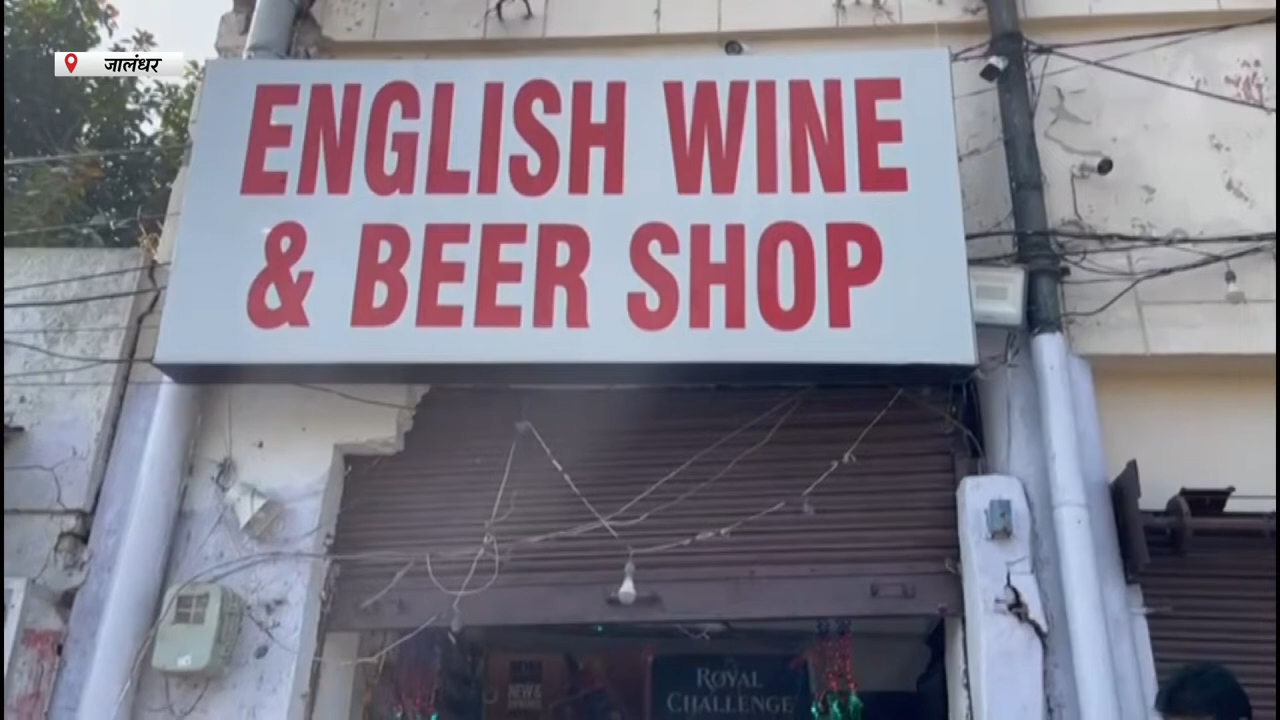 जालंधर
ENGLISH WINE
& BEER SHOP
ROYAL
CHALLENGE